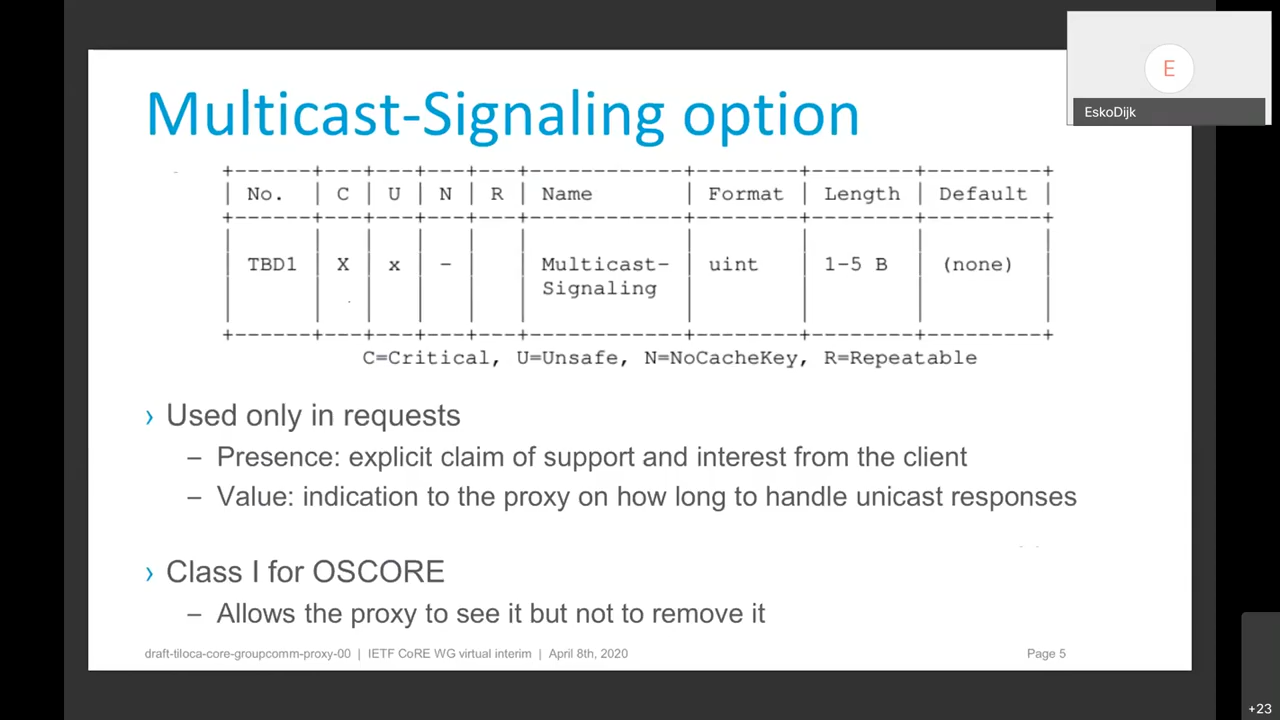 Multicast-Signaling option
E
EskoDijk
+------+---+---+---+---+------------+--------+--------+---------+
| No. | C | U | N | R | Name | Format | Length | Default |
+------+---+---+---+---+------------+--------+--------+---------+
| TBD1 | X | x | - | | Multicast- | uint | 1-5 B | (none) |
| | | | | | Signaling | | | |
+------+---+---+---+---+------------+--------+--------+---------+
C=Critical, U=Unsafe, N=NoCacheKey, R=Repeatable
› Used only in requests
– Presence: explicit claim of support and interest from the client
– Value: indication to the proxy on how long to handle unicast responses
› Class I for OSCORE
– Allows the proxy to see it but not to remove it
draft-tiloca-core-groupcomm-proxy-00 | IETF CoRE WG virtual interim | April 8th, 2020 Page 5
+23